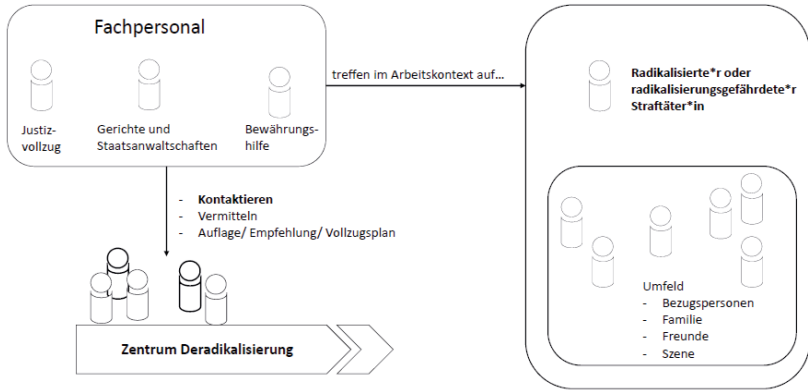 Fachpersonal
Justiz-
vollzug
Gerichte und
Staatsanwaltschaften
Bewährungs-
hilfe
treffen im Arbeitskontext auf...
Radikalisierte*r oder
radikalisierungsgefährdete*r
Straftäter*in
- Kontaktieren
- Vermitteln
- Auflage/ Empfehlung/ Vollzugsplan
Zentrum Deradikalisierung
Umfeld
- Bezugspersonen
- Familie
- Freunde
- Szene